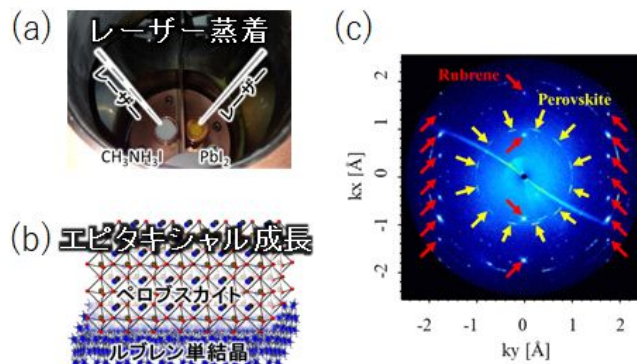 (a)
レーザー蒸着
レーザー
レーザー
CH₃NH₃I
PbI₂
(b)
エピタキシャル成長
ペロブスカイト
ルブレン単結晶
(c)
Rubrene
Perovskite
kx [Å]
2
1
0
-1
-2
-2
-1
0
1
2
ky [Å]